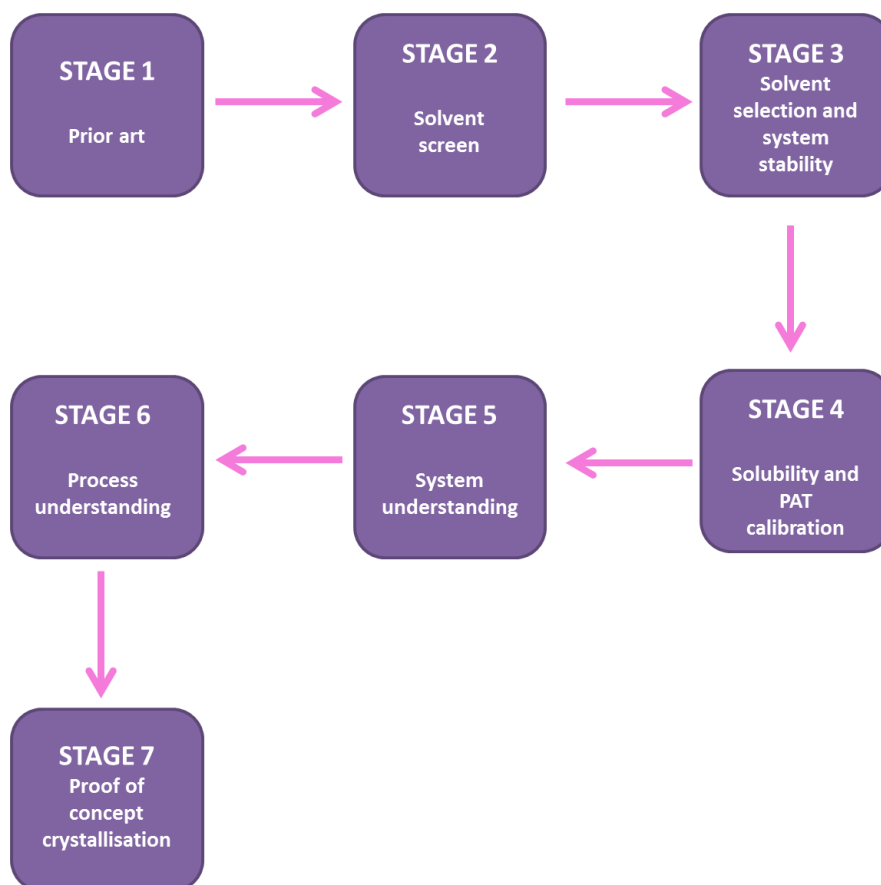 STAGE 1
Prior art
STAGE 2
Solvent
screen
STAGE 3
Solvent
selection and
system
stability
STAGE 4
Solubility and
PAT
calibration
STAGE 5
System
understanding
STAGE 6
Process
understanding
STAGE 7
Proof of
concept
crystallisation